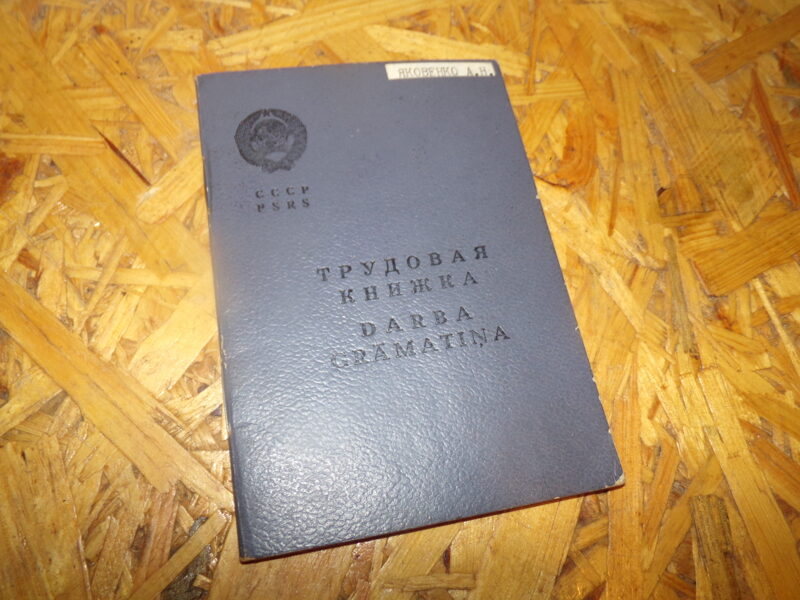 ЯКОВЕНКО А.Н.
СССР
PSRS
ТРУДОВАЯ
КНИЖКА
DARBA
GRĀMATIŅA